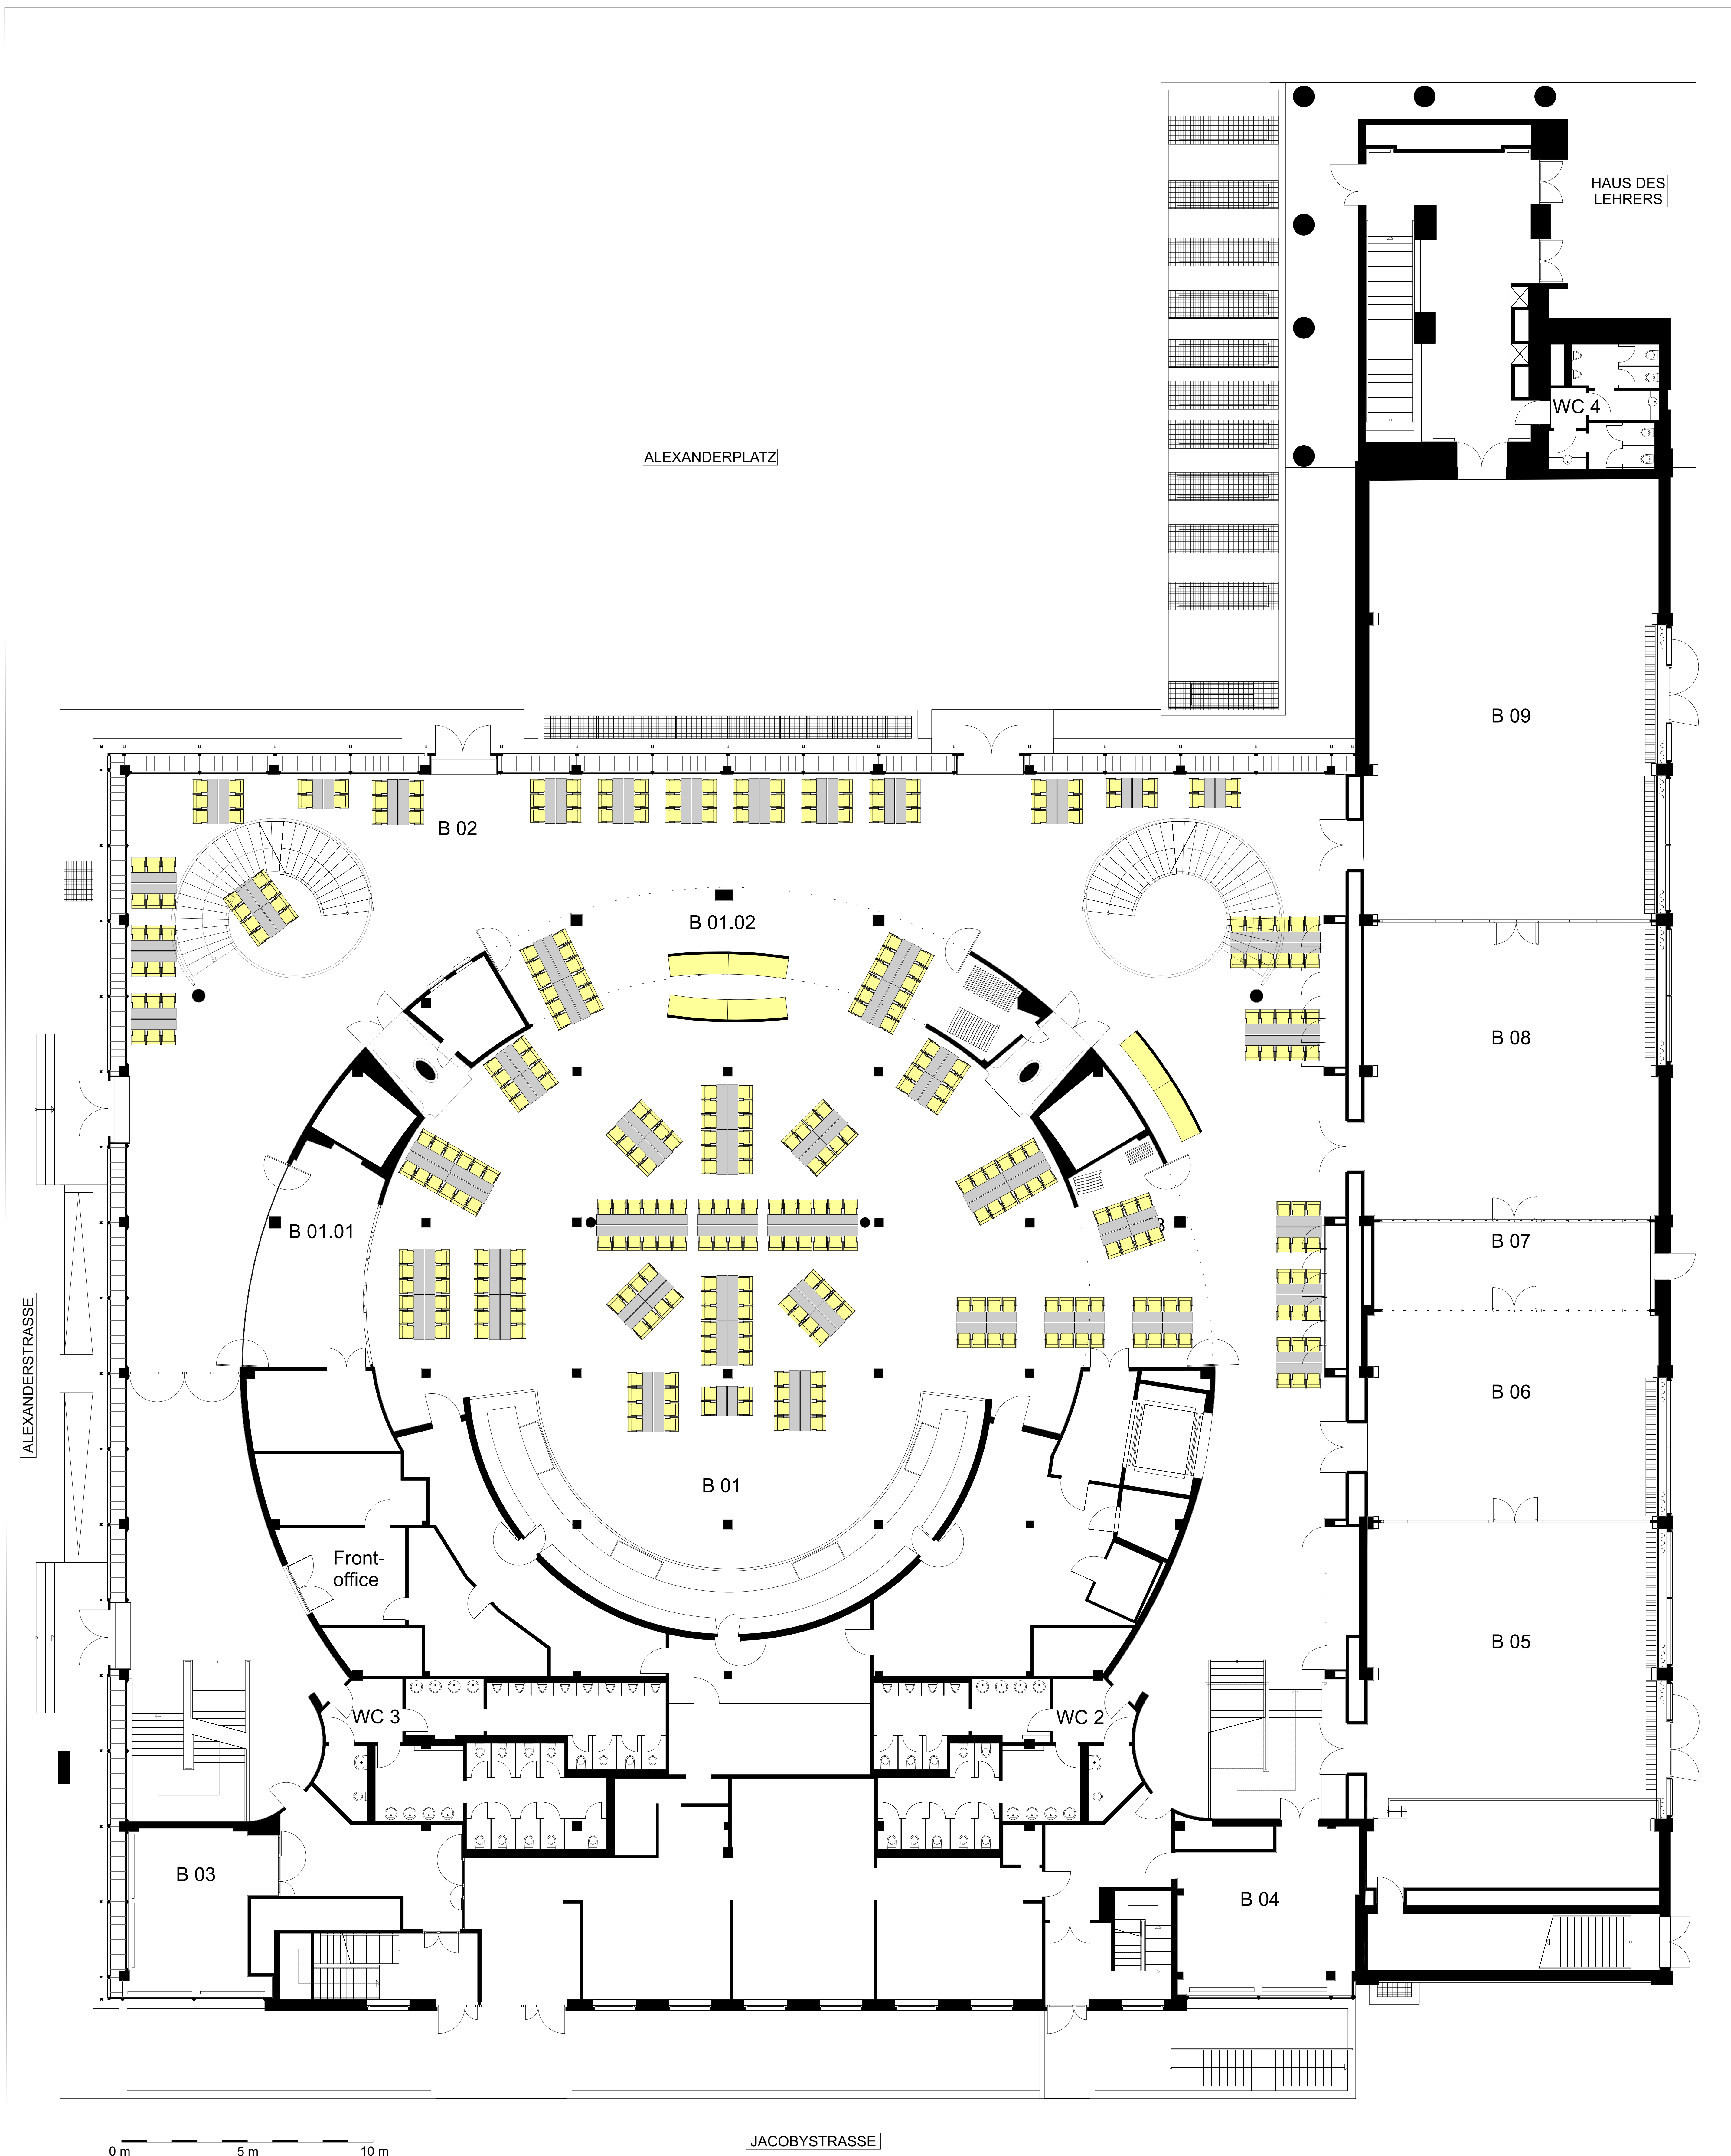 HAUS DES
LEHRERS
WC 4
ALEXANDERPLATZ
B 09
B 02
B 01.02
B 08
B 01.01
3
B 07
ALEXANDERSTRASSE
B 06
B 01
Front-
office
B 05
WC 3
WC 2
B 03
B 04
0 m
5 m
10 m
JACOBYSTRASSE